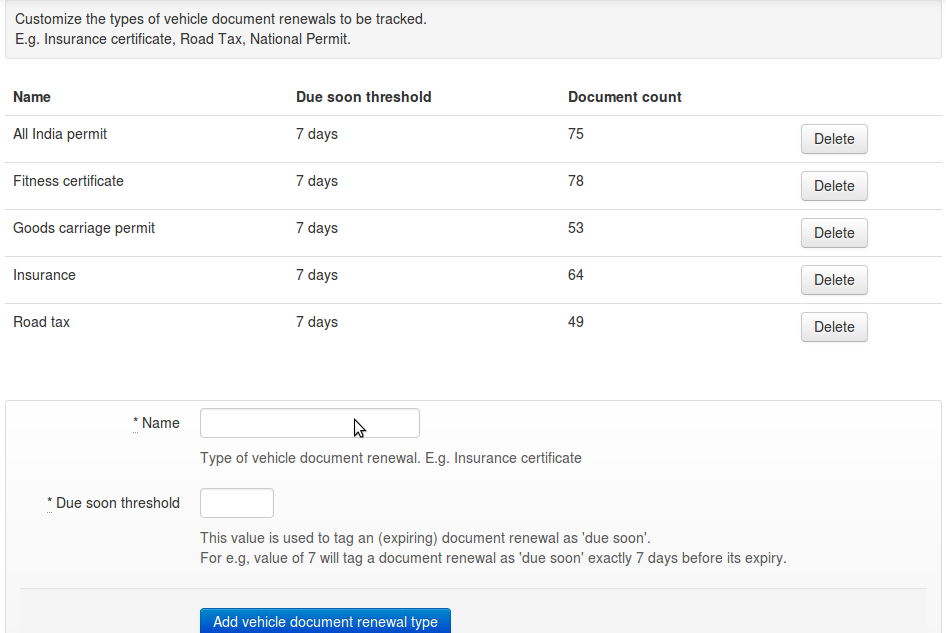 Customize the types of vehicle document renewals to be tracked.
E.g. Insurance certificate, Road Tax, National Permit.
Name Due soon threshold Document count
All India permit 7 days 75 Delete
Fitness certificate 7 days 78 Delete
Goods carriage permit 7 days 53 Delete
Insurance 7 days 64 Delete
Road tax 7 days 49 Delete
* Name
Type of vehicle document renewal. E.g. Insurance certificate
* Due soon threshold
This value is used to tag an (expiring) document renewal as 'due soon'.
For e.g, value of 7 will tag a document renewal as 'due soon' exactly 7 days before its expiry.
Add vehicle document renewal type